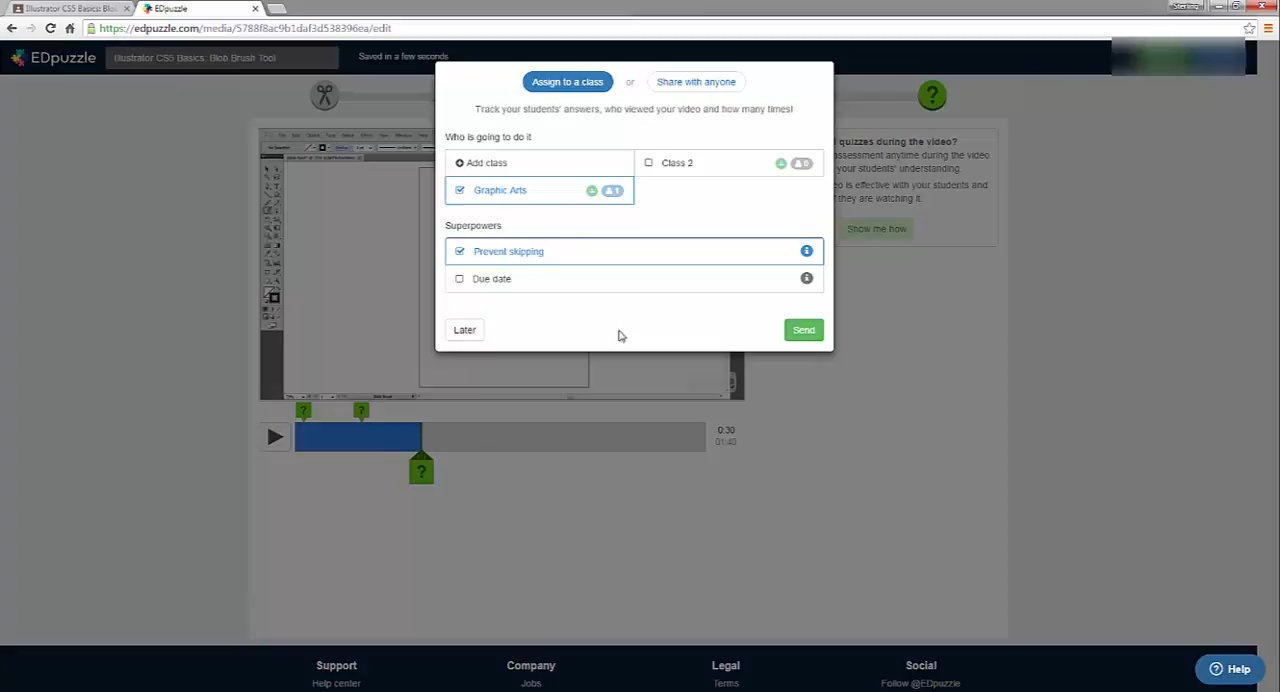 Illustrator CS5 Basics: Blo
EDpuzzle
Sterling
https://edpuzzle.com/media/5788f8ac9b1daf3d538396ea/edit
EDpuzzle
Illustrator CS5 Basics: Blob Brush Tool
Saved in a few seconds
Assign to a class
or
Share with anyone
Track your students' answers, who viewed your video and how many times!
Who is going to do it
Add class
Class 2
0
Graphic Arts
1
Superpowers
Prevent skipping
Due date
Later
Send
?
l quizzes during the video?
assessment anytime during the video
your students' understanding.
eo is effective with your students and
f they are watching it.
Show me how
?
?
0:30
01:40
?
Support
Company
Legal
Social
Help center
Jobs
Terms
Follow @EDpuzzle
Help